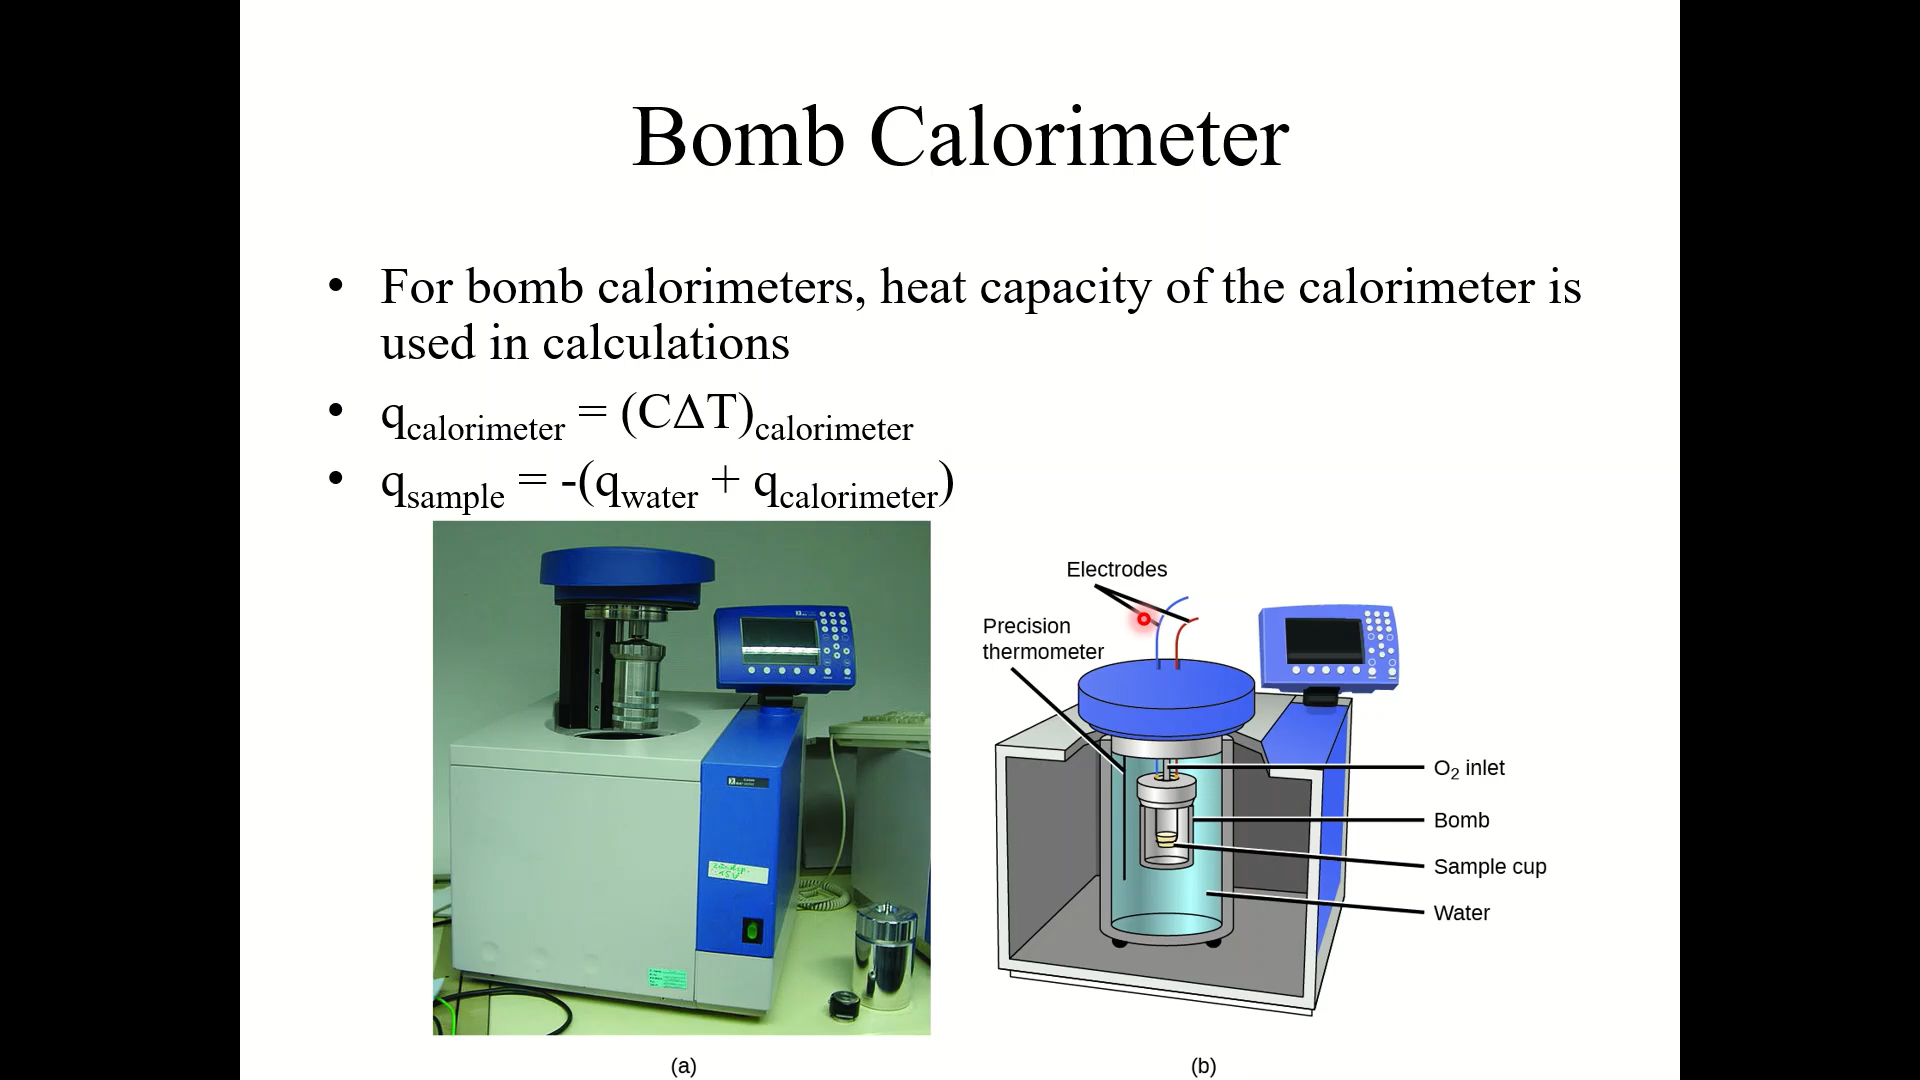 Bomb Calorimeter
• For bomb calorimeters, heat capacity of the calorimeter is
used in calculations
• qcalorimeter = (CΔT)calorimeter
• qsample = -(qwater + qcalorimeter)
Electrodes
Precision
thermometer
O2 inlet
Bomb
Sample cup
Water
(a)
(b)